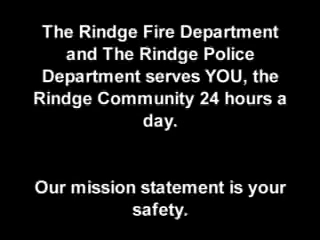 The Rindge Fire Department
and The Rindge Police
Department serves YOU, the
Rindge Community 24 hours a
day.
Our mission statement is your
safety.